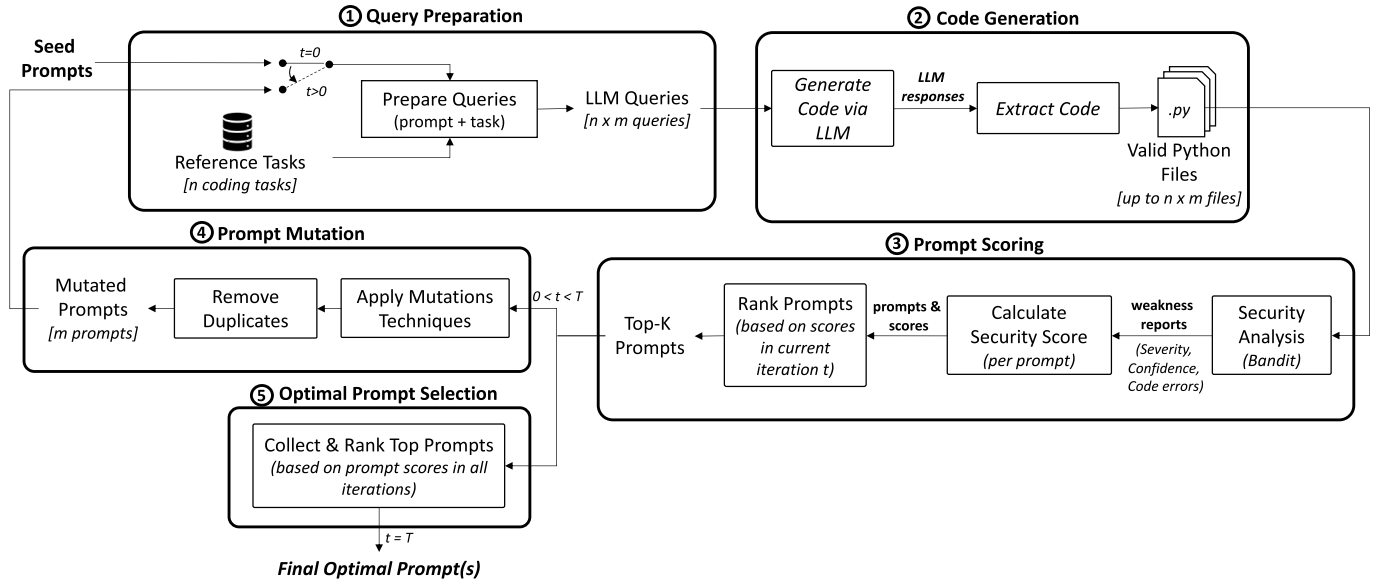 ① Query Preparation
Seed
Prompts
t=0
t>0
Prepare Queries
(prompt + task)
LLM Queries
[n x m queries]
Reference Tasks
[n coding tasks]
② Code Generation
Generate
Code via
LLM
LLM
responses
Extract Code
.py
Valid Python
Files
[up to n x m files]
③ Prompt Scoring
Security
Analysis
(Bandit)
weakness
reports
(Severity,
Confidence,
Code errors)
Calculate
Security Score
(per prompt)
prompts &
scores
Rank Prompts
(based on scores
in current
iteration t)
Top-K
Prompts
④ Prompt Mutation
0 < t < T
Apply Mutations
Techniques
Remove
Duplicates
Mutated
Prompts
[m prompts]
⑤ Optimal Prompt Selection
Collect & Rank Top Prompts
(based on prompt scores in all
iterations)
t = T
Final Optimal Prompt(s)